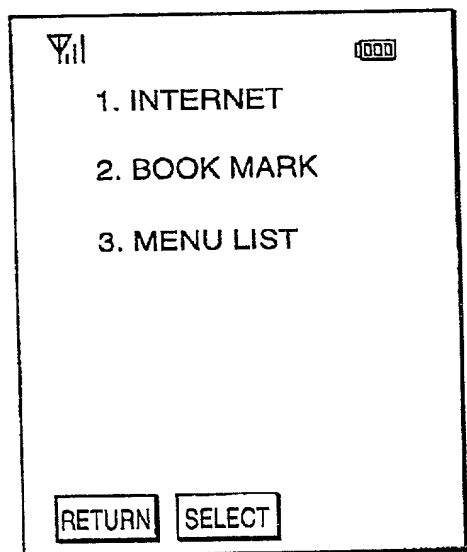 1. INTERNET
2. BOOK MARK
3. MENU LIST
RETURN SELECT